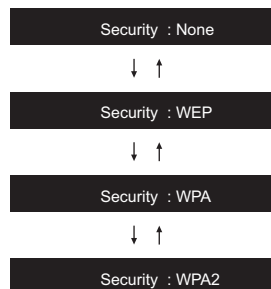 Security : None
↓ ↑
Security : WEP
↓ ↑
Security : WPA
↓ ↑
Security : WPA2